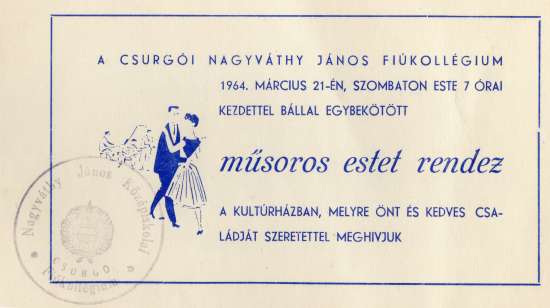 A CSURGÓI NAGYVÁTHY JÁNOS FIÚKOLLÉGIUM
1964. MÁRCIUS 21-ÉN, SZOMBATON ESTE 7 ÓRAI
KEZDETTEL BÁLLAL EGYBEKÖTÖTT
műsoros estet rendez
A KULTÚRHÁZBAN, MELYRE ÖNT ÉS KEDVES CSA-
LÁDJÁT SZERETETTEL MEGHIVJUK
Nagyváthy János Középiskolai
Fiúkollégium
CSURGÓ